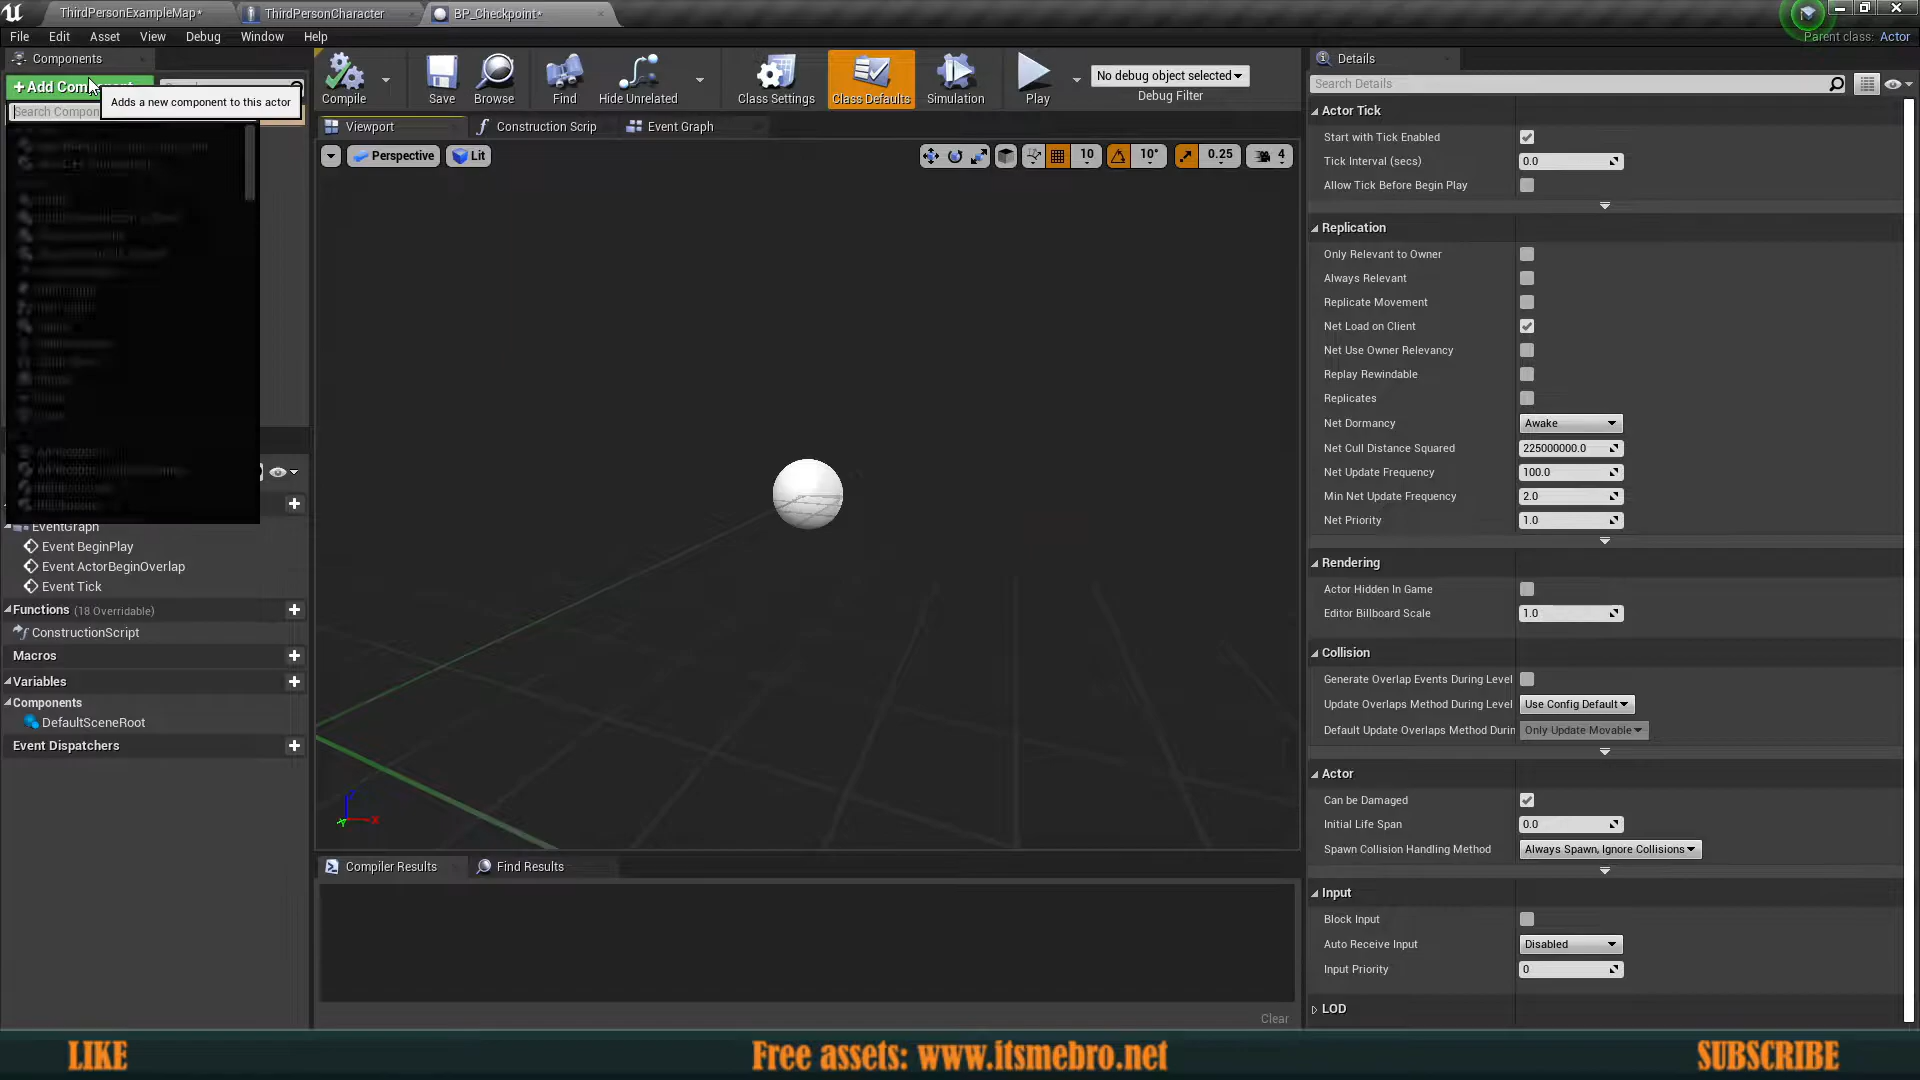 ThirdPersonExampleMap*
ThirdPersonCharacter
BP_Checkpoint*
File Edit Asset View Debug Window Help
Parent class: Actor
Components
+Add Com
Adds a new component to this actor
Search Compon
EventGraph
Event BeginPlay
Event ActorBeginOverlap
Event Tick
Functions (18 Overridable)
ConstructionScript
Macros
Variables
Components
DefaultSceneRoot
Event Dispatchers
Compile
Save
Browse
Find
Hide Unrelated
Class Settings
Class Defaults
Simulation
Play
No debug object selected
Debug Filter
Viewport
Construction Scrip
Event Graph
Perspective
Lit
10
10°
0.25
4
Z
X
Y
Compiler Results
Find Results
Clear
Details
Search Details
Actor Tick
Start with Tick Enabled
Tick Interval (secs) 0.0
Allow Tick Before Begin Play
Replication
Only Relevant to Owner
Always Relevant
Replicate Movement
Net Load on Client
Net Use Owner Relevancy
Replay Rewindable
Replicates
Net Dormancy Awake
Net Cull Distance Squared 225000000.0
Net Update Frequency 100.0
Min Net Update Frequency 2.0
Net Priority 1.0
Rendering
Actor Hidden In Game
Editor Billboard Scale 1.0
Collision
Generate Overlap Events During Level
Update Overlaps Method During Level Use Config Default
Default Update Overlaps Method Durin Only Update Movable
Actor
Can be Damaged
Initial Life Span 0.0
Spawn Collision Handling Method Always Spawn, Ignore Collisions
Input
Block Input
Auto Receive Input Disabled
Input Priority 0
LOD
LIKE
Free assets: www.itsmebro.net
SUBSCRIBE